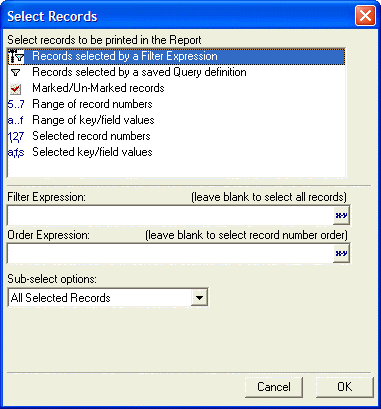 Select Records
Select records to be printed in the Report
Records selected by a Filter Expression
Records selected by a saved Query definition
Marked/Un-Marked records
5..7 Range of record numbers
a..f Range of key/field values
1,2,7 Selected record numbers
a,f,s Selected key/field values
Filter Expression: (leave blank to select all records)
x=y
Order Expression: (leave blank to select record number order)
x=y
Sub-select options:
All Selected Records
Cancel OK